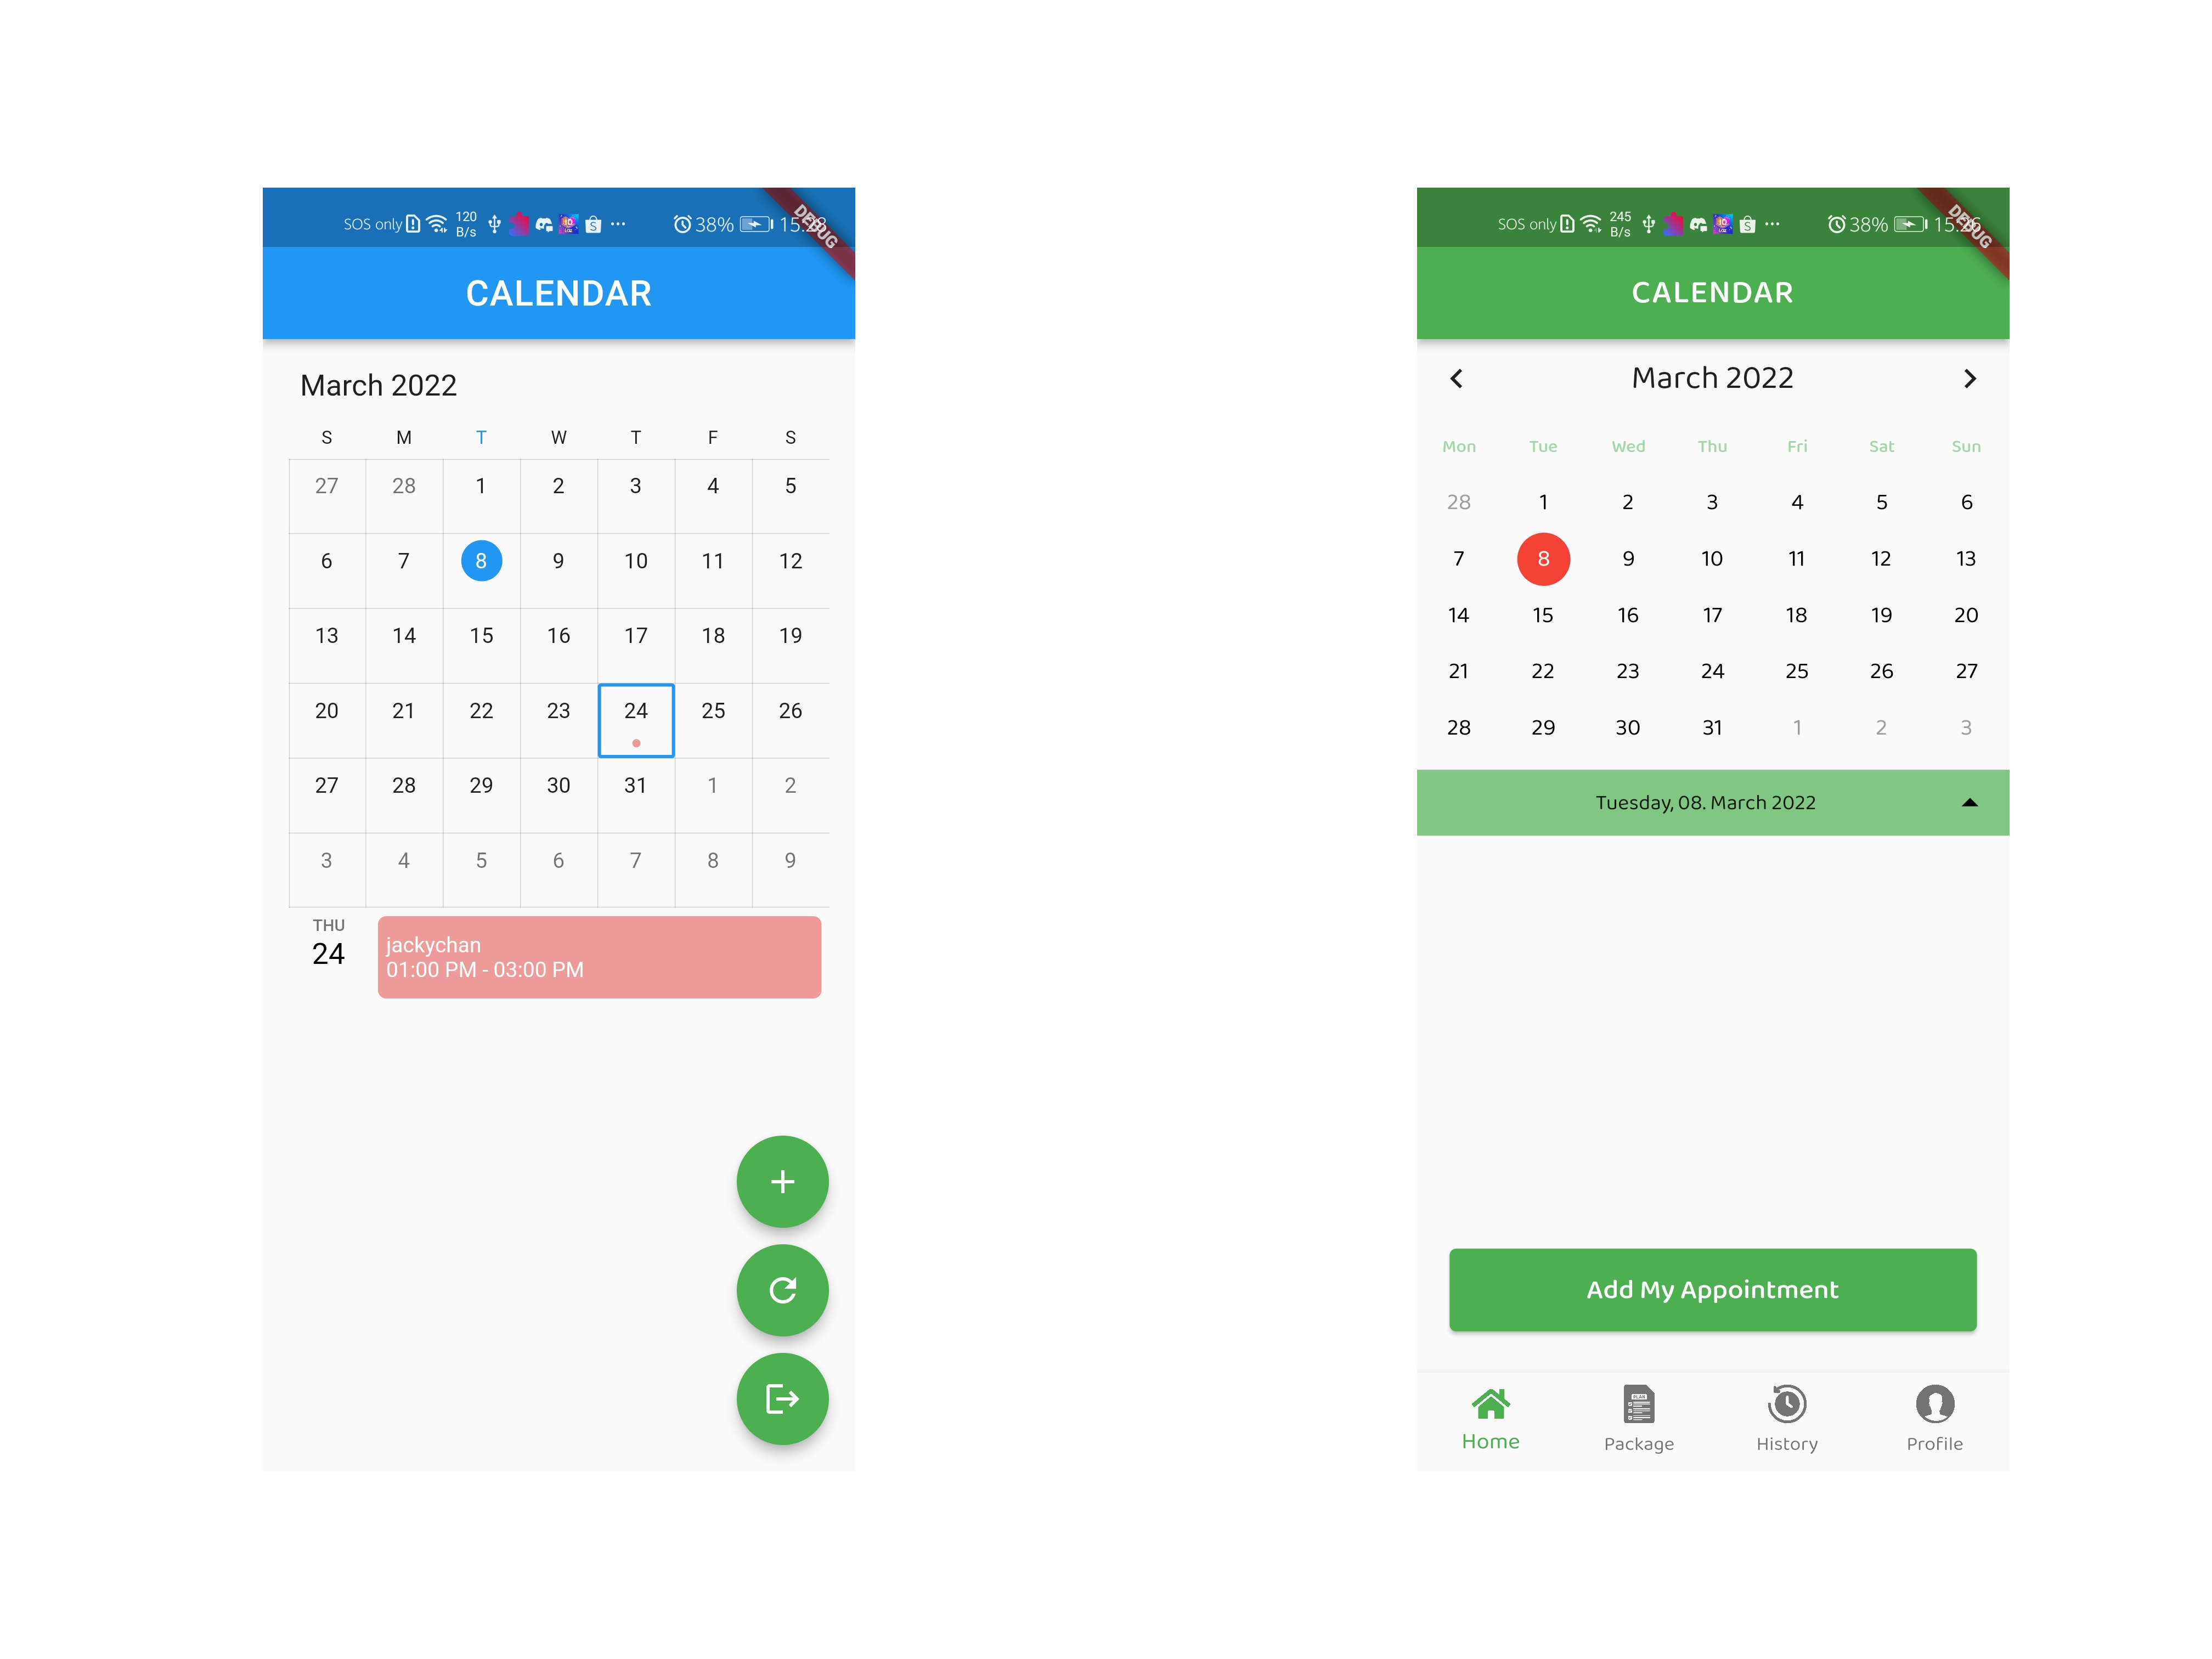 SOS only 120 B/s 38%
DEBUG
CALENDAR
March 2022
S M T W T F S
27 28 1 2 3 4 5
6 7 8 9 10 11 12
13 14 15 16 17 18 19
20 21 22 23 24 25 26
27 28 29 30 31 1 2
3 4 5 6 7 8 9
THU
24
jackychan
01:00 PM - 03:00 PM
SOS only 245 B/s 38%
DEBUG
CALENDAR
March 2022
Mon Tue Wed Thu Fri Sat Sun
28 1 2 3 4 5 6
7 8 9 10 11 12 13
14 15 16 17 18 19 20
21 22 23 24 25 26 27
28 29 30 31 1 2 3
Tuesday, 08. March 2022
Add My Appointment
Home Package History Profile